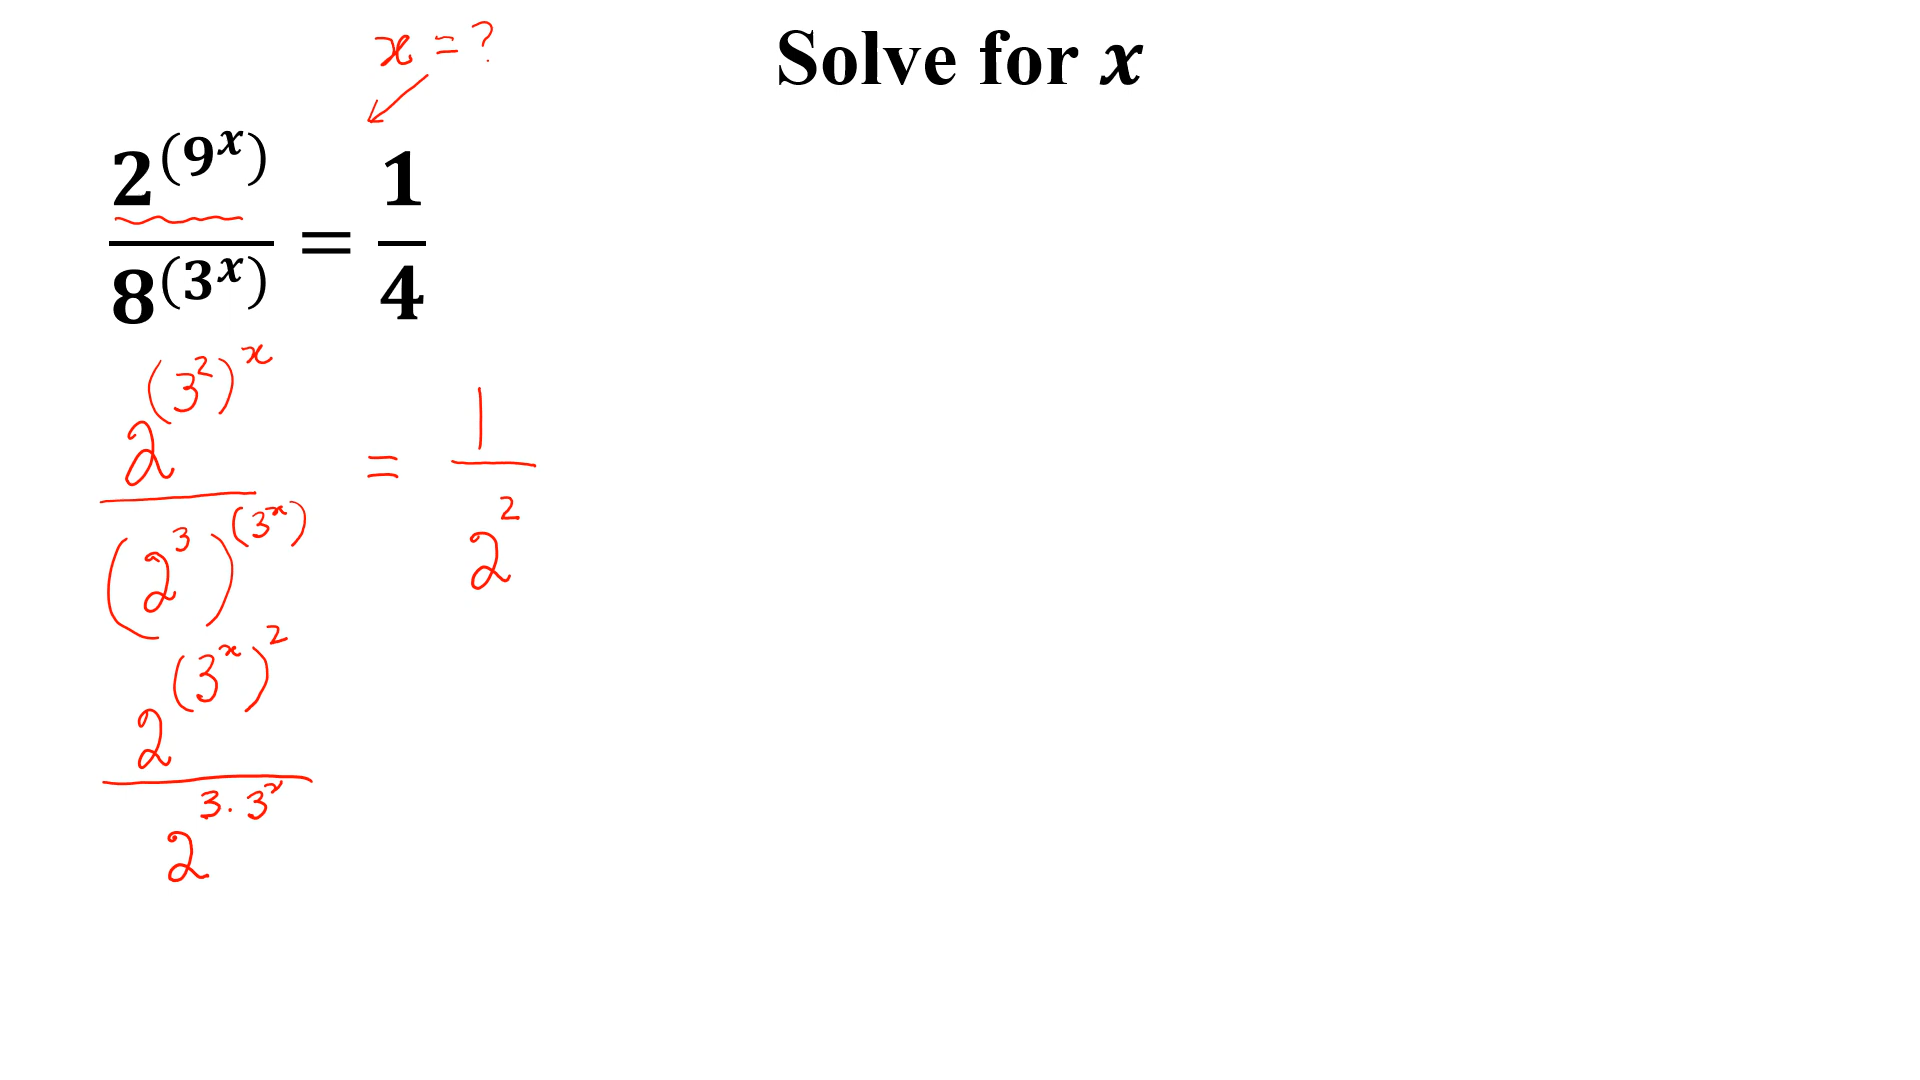 x = ?
Solve for x
2^(9^x) / 8^(3^x) = 1/4
2^(3^2)^x / (2^3)^(3^x) = 1/2^2
2^(3^x)^2 / 2^(3·3^x)